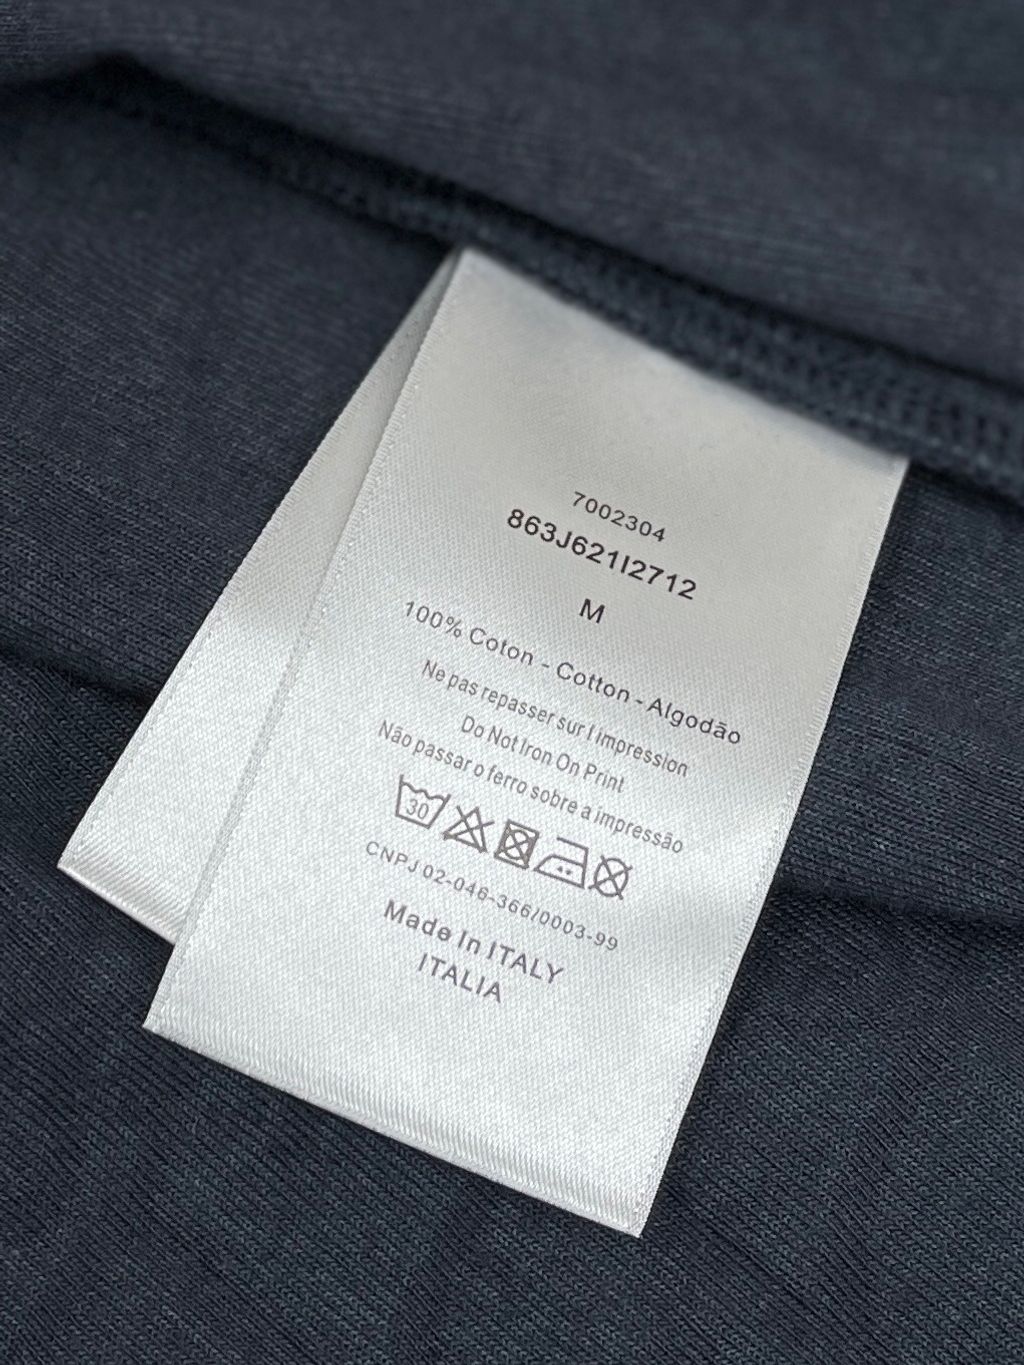 7002304
863J621I2712
M
100% Coton - Cotton - Algodão
Ne pas repasser sur l impression
Do Not Iron On Print
Não passar o ferro sobre a impressão
30
CNPJ 02-046-366/0003-99
Made In ITALY
ITALIA